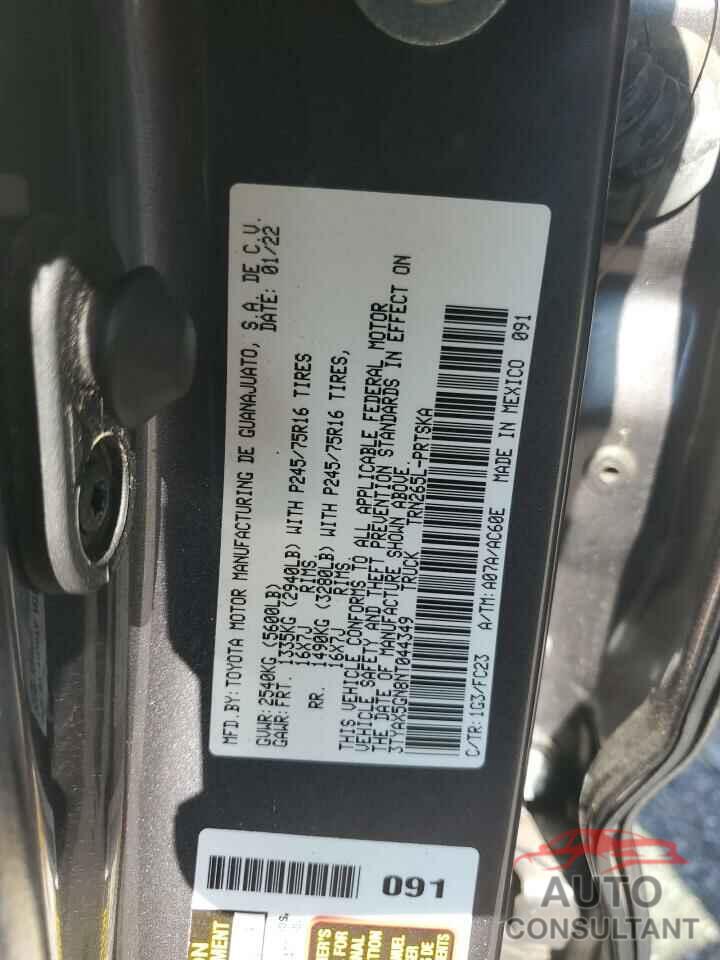 MFD.BY:TOYOTA MOTOR MANUFACTURING DE GUANAJUATO, S.A. DE C.V.
DATE: 01/22
GVWR:2540KG (5600LB)
GAWR:FRT. 1335KG (2940LB) WITH P245/75R16 TIRES
16X7J RIMS,
RR. 1490KG (3280LB) WITH P245/75R16 TIRES,
16X7J RIMS.
THIS VEHICLE CONFORMS TO ALL APPLICABLE FEDERAL MOTOR
VEHICLE SAFETY AND THEFT PREVENTION STANDARDS IN EFFECT ON
THE DATE OF MANUFACTURE SHOWN ABOVE.
3TYAX5GN8NT044349 TRUCK TRN265L-PRTSKA
C/TR:1G3/FC23 A/TM:A07A/AC60E MADE IN MEXICO 091
091
AUTO
CONSULTANT